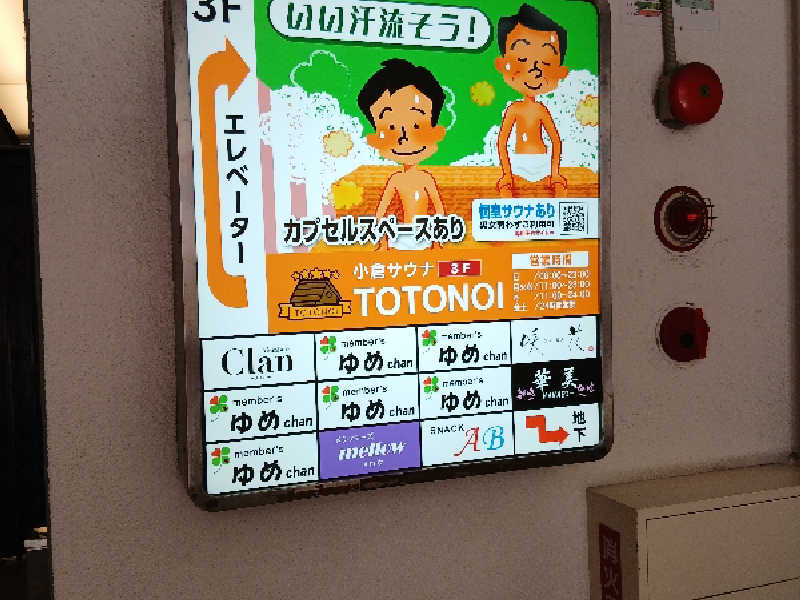 3F
いい汗流そう!
エレベーター
カプセルスペースあり
個室サウナあり
小倉サウナ 3F
TOTONOI
TOTONOI
営業時間
Clan
member's
ゆめ chan
member's
ゆめ chan
member's
ゆめ chan
member's
ゆめ chan
member's
ゆめ chan
華美
member's
ゆめ chan
mellow
SNACK
AB
地下